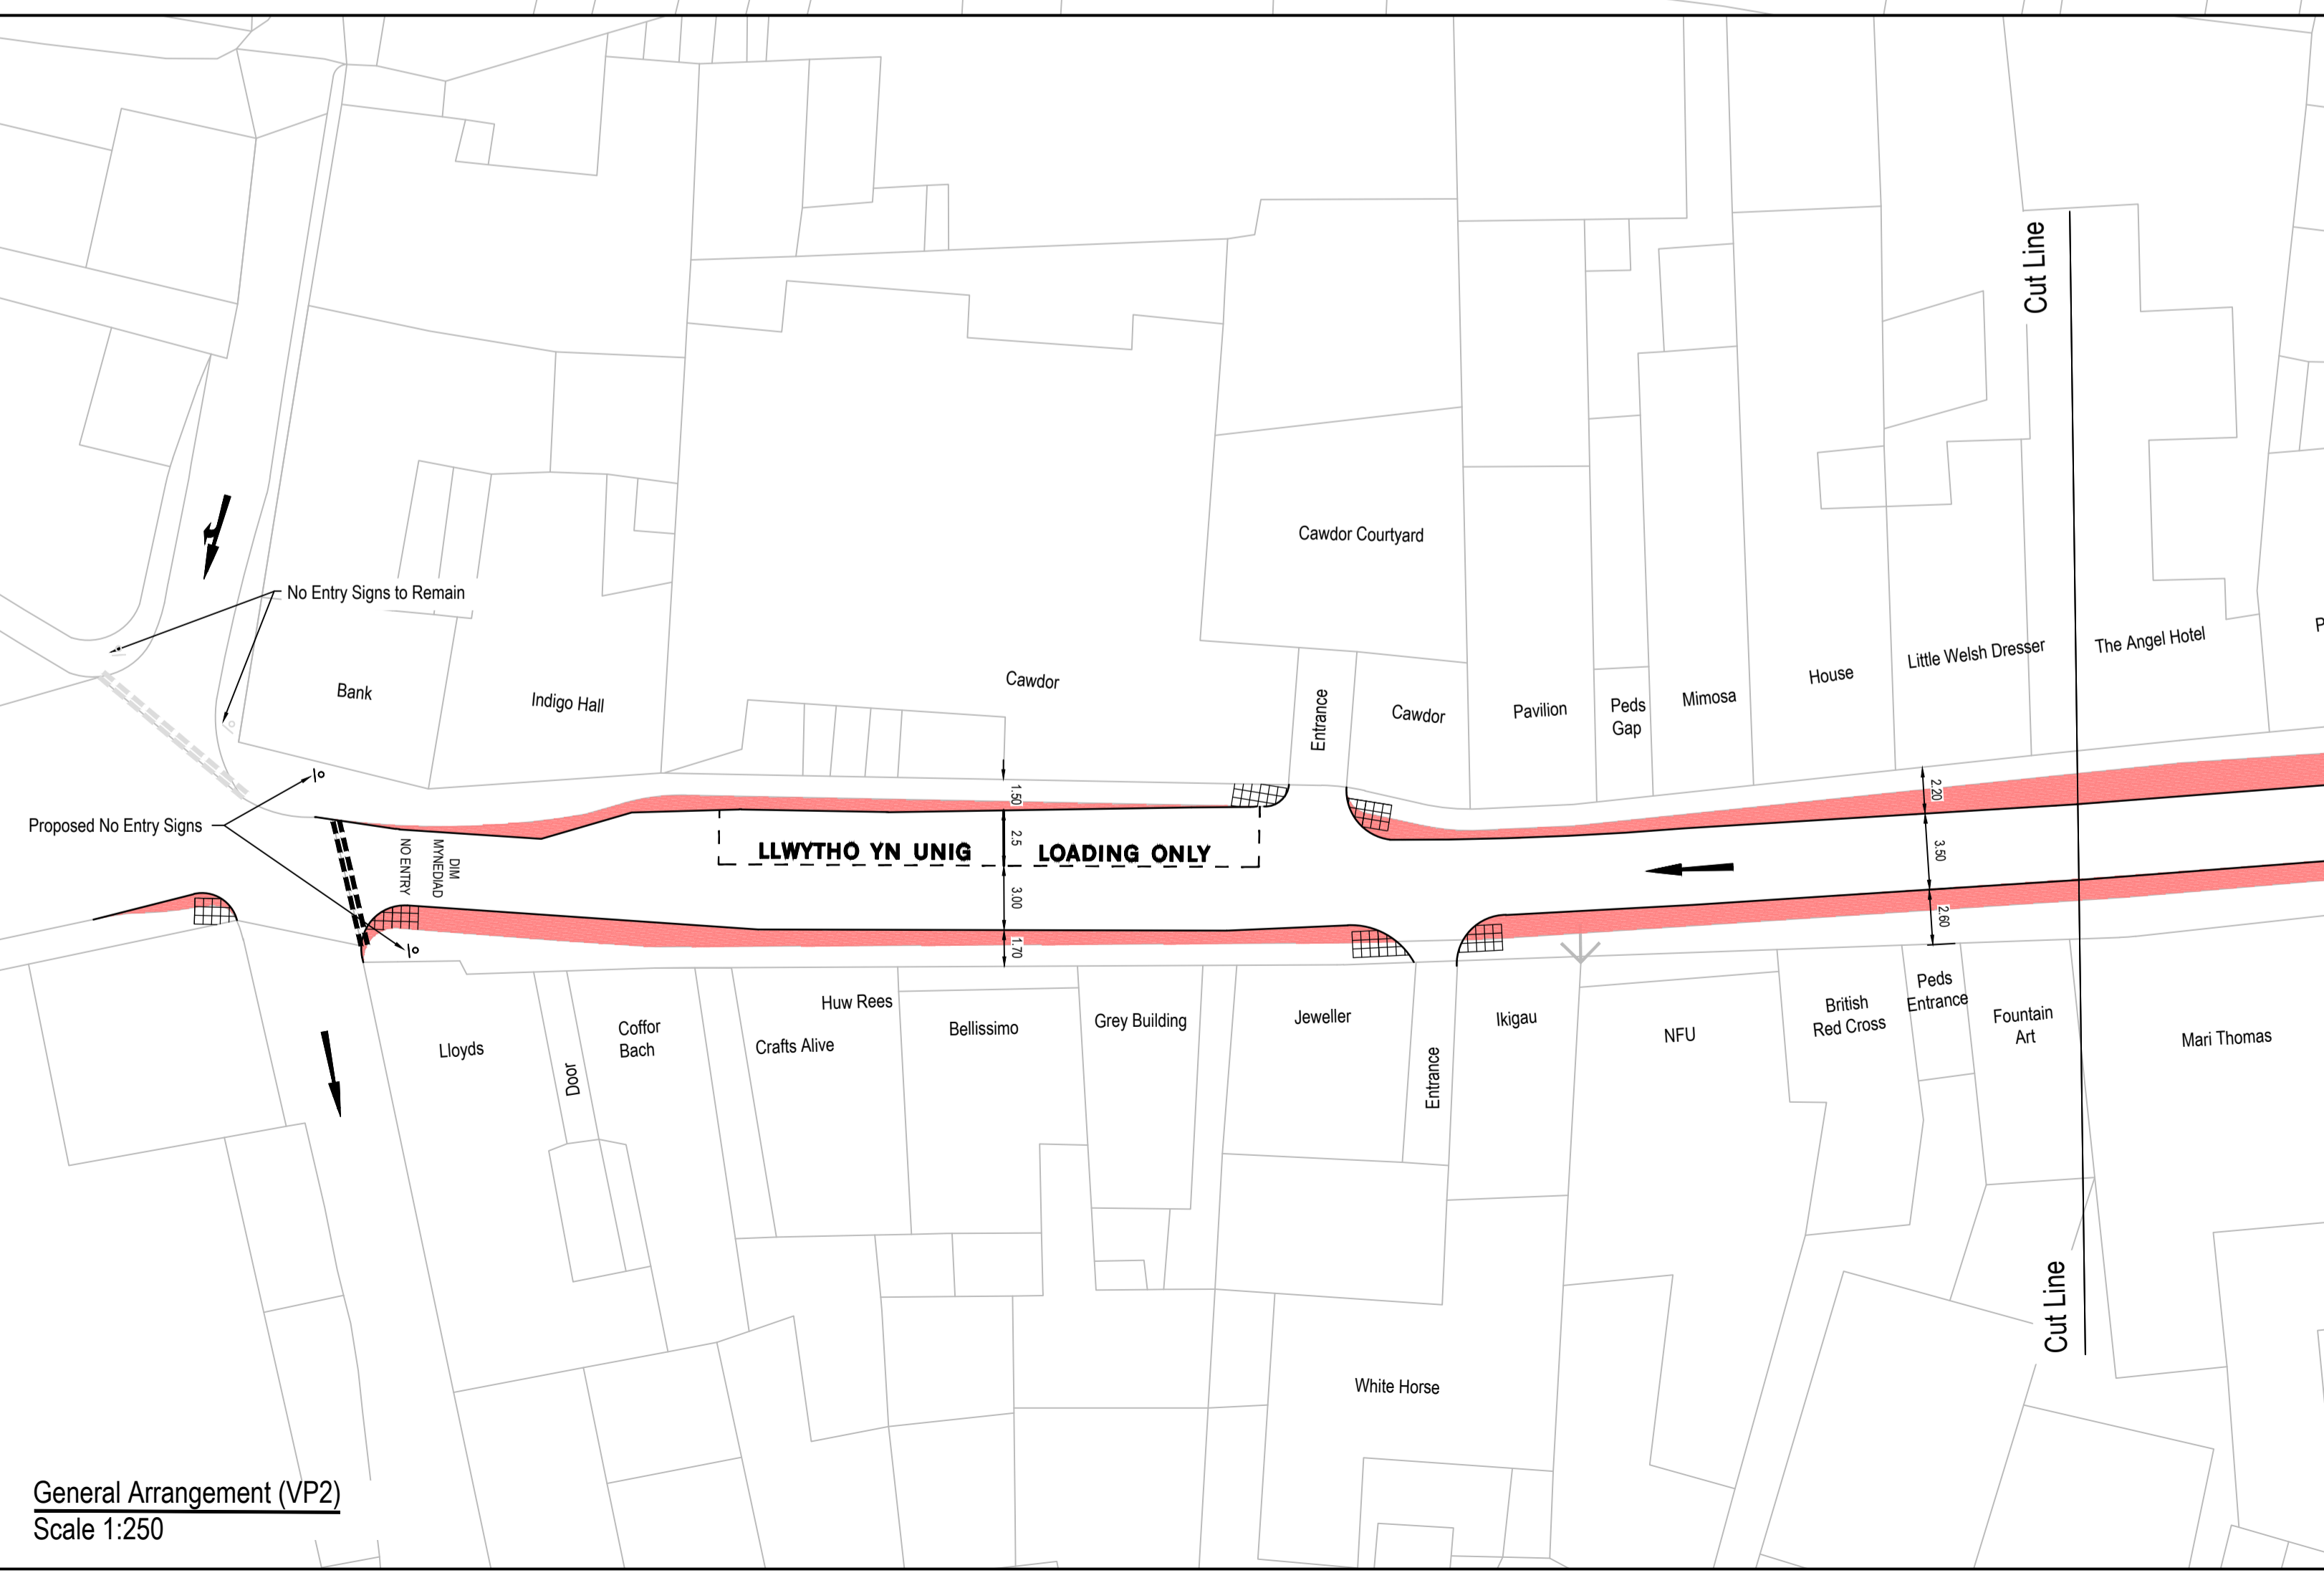 Cut Line
Cawdor Courtyard
No Entry Signs to Remain
Bank
Indigo Hall
Cawdor
Entrance
Cawdor
Pavilion
Peds
Gap
Mimosa
House
Little Welsh Dresser
The Angel Hotel
P
Proposed No Entry Signs
DIM
MYNEDIAD
NO ENTRY
LLWYTHO YN UNIG
LOADING ONLY
1.50
2.5
3.00
1.70
2.20
3.50
2.60
Lloyds
Door
Coffor
Bach
Huw Rees
Crafts Alive
Bellissimo
Grey Building
Jeweller
Entrance
Ikigau
NFU
British
Red Cross
Peds
Entrance
Fountain
Art
Mari Thomas
Cut Line
White Horse
General Arrangement (VP2)
Scale 1:250